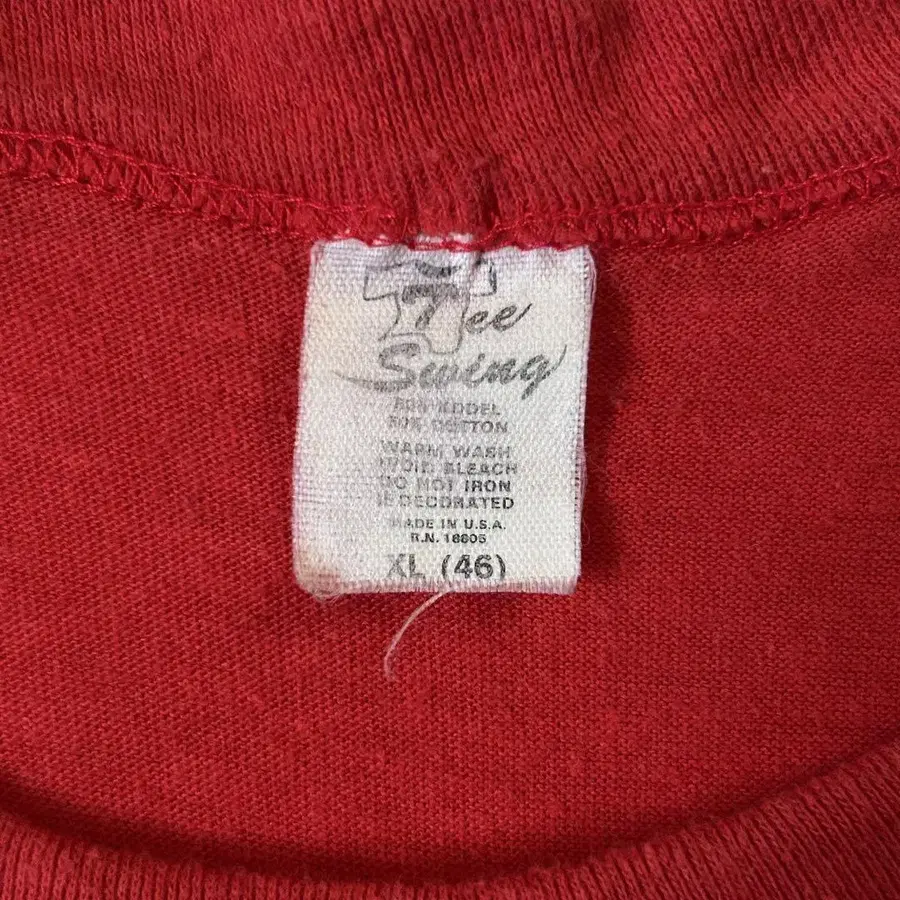 Tee
Swing
50% KODEL
50% COTTON
WARM WASH
AVOID BLEACH
DO NOT IRON
IF DECORATED
MADE IN U.S.A.
R.N. 18805
XL (46)